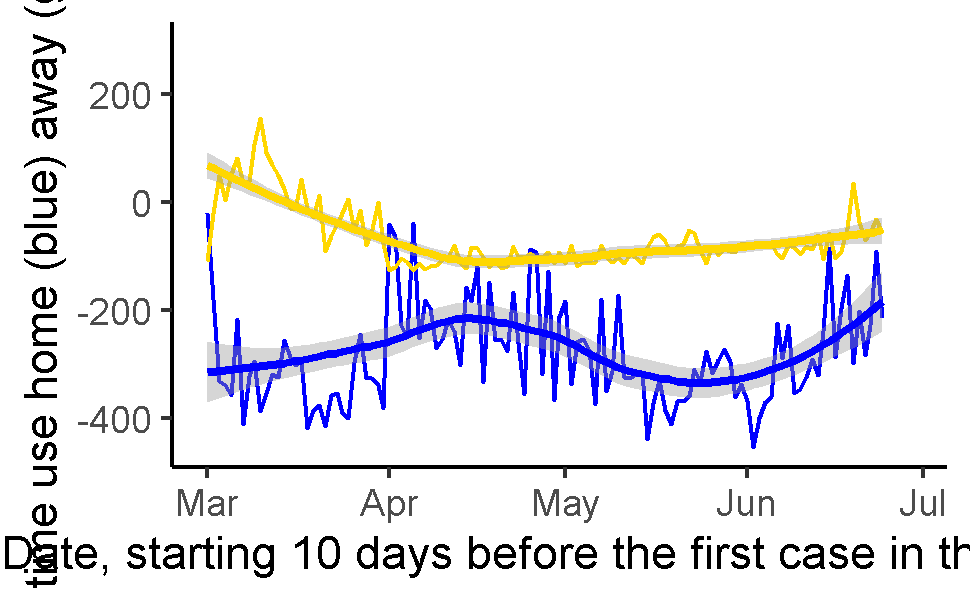 time use home (blue) away (
200
0
-200
-400
Mar Apr May Jun Jul
Date, starting 10 days before the first case in th